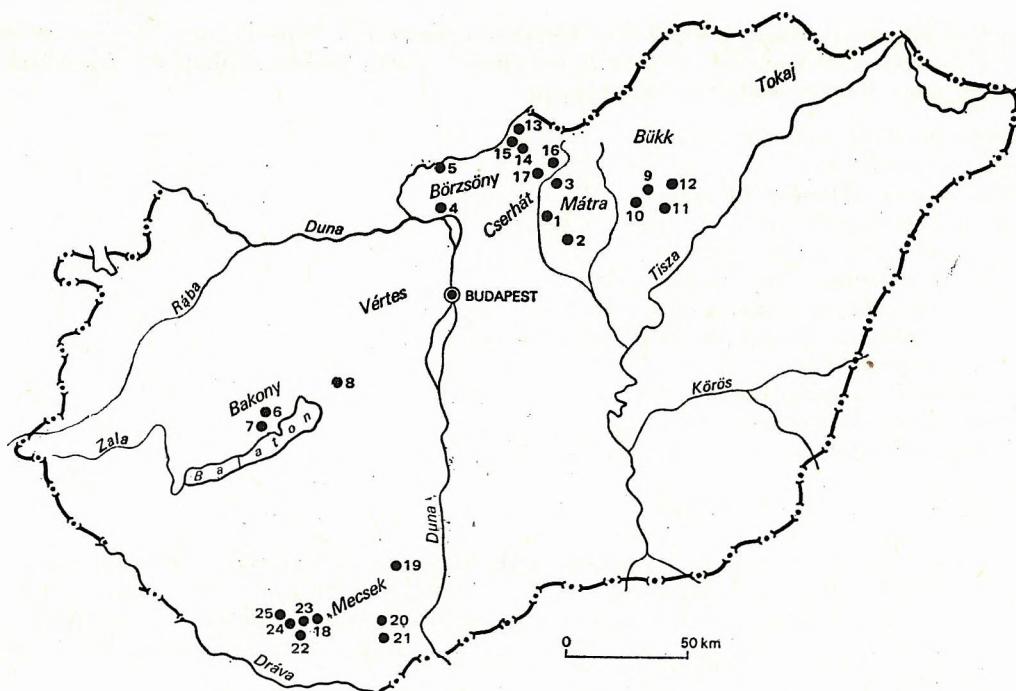 Tokaj
Bükk
13
15
14
16
17
5
Börzsöny
4
Cserhát
3
Mátra
1
2
9
12
10
11
Duna
Rába
Tisza
Vértes
BUDAPEST
8
Bakony
6
7
Balaton
Zala
Körös
Duna
19
Mecsek
25
23
24
18
22
20
21
Dráva
0 50 km